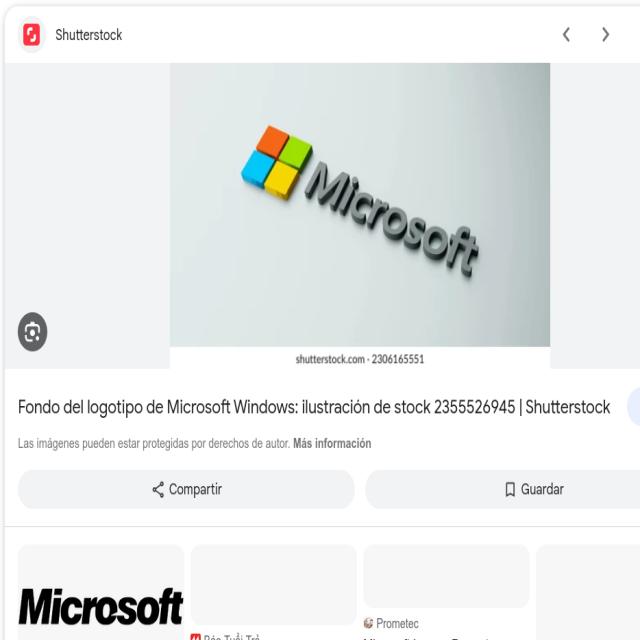 Shutterstock
Microsoft
shutterstock.com · 2306165551
Fondo del logotipo de Microsoft Windows: ilustración de stock 2355526945 | Shutterstock
Las imágenes pueden estar protegidas por derechos de autor. Más información
Compartir
Guardar
Microsoft
Báo Tuổi Trẻ
Prometec